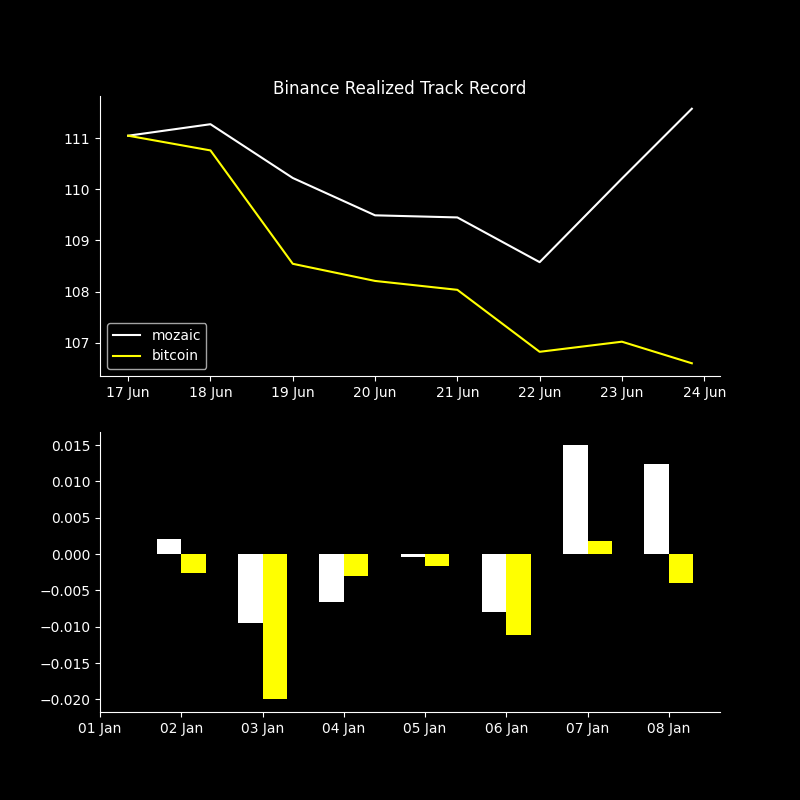 Binance Realized Track Record
111
110
109
108
107
mozaic
bitcoin
17 Jun 18 Jun 19 Jun 20 Jun 21 Jun 22 Jun 23 Jun 24 Jun
0.015
0.010
0.005
0.000
−0.005
−0.010
−0.015
−0.020
01 Jan 02 Jan 03 Jan 04 Jan 05 Jan 06 Jan 07 Jan 08 Jan